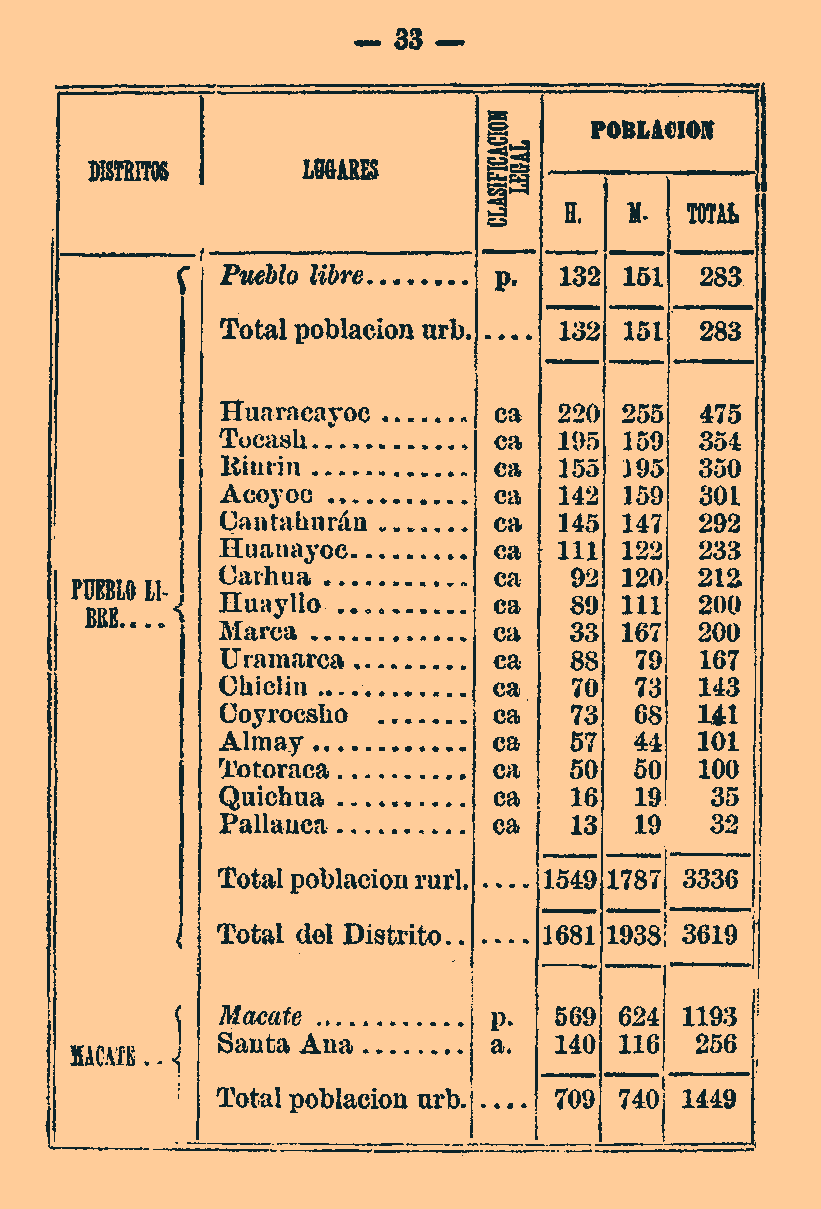 — 33 —
DISTRITOS LUGARES CLASIFICACION LEGAL POBLACION
H. M. TOTAL
Pueblo libre........ p. 132 151 283
Total poblacion urb. .... 132 151 283
Huaracayoc ....... ca 220 255 475
Tocash............ ca 195 159 354
Rinrin ............ ca 155 195 350
Acoyoc ........... ca 142 159 301
Cantahurán ....... ca 145 147 292
Huanayoc......... ca 111 122 233
Carhua ........... ca 92 120 212
PUEBLO LI-
BRE....
Huayllo .......... ca 89 111 200
Marca ............ ca 33 167 200
Uramarca ......... ca 88 79 167
Chiclin ............ ca 70 73 143
Coyrocsho ....... ca 73 68 141
Almay ............ ca 57 44 101
Totoraca .......... ca 50 50 100
Quichua .......... ca 16 19 35
Pallauca .......... ca 13 19 32
Total poblacion rurl. .... 1549 1787 3336
Total del Distrito.. .... 1681 1938 3619
Macate ............ p. 569 624 1193
MACATE ..
Santa Ana ........ a. 140 116 256
Total poblacion urb. .... 709 740 1449